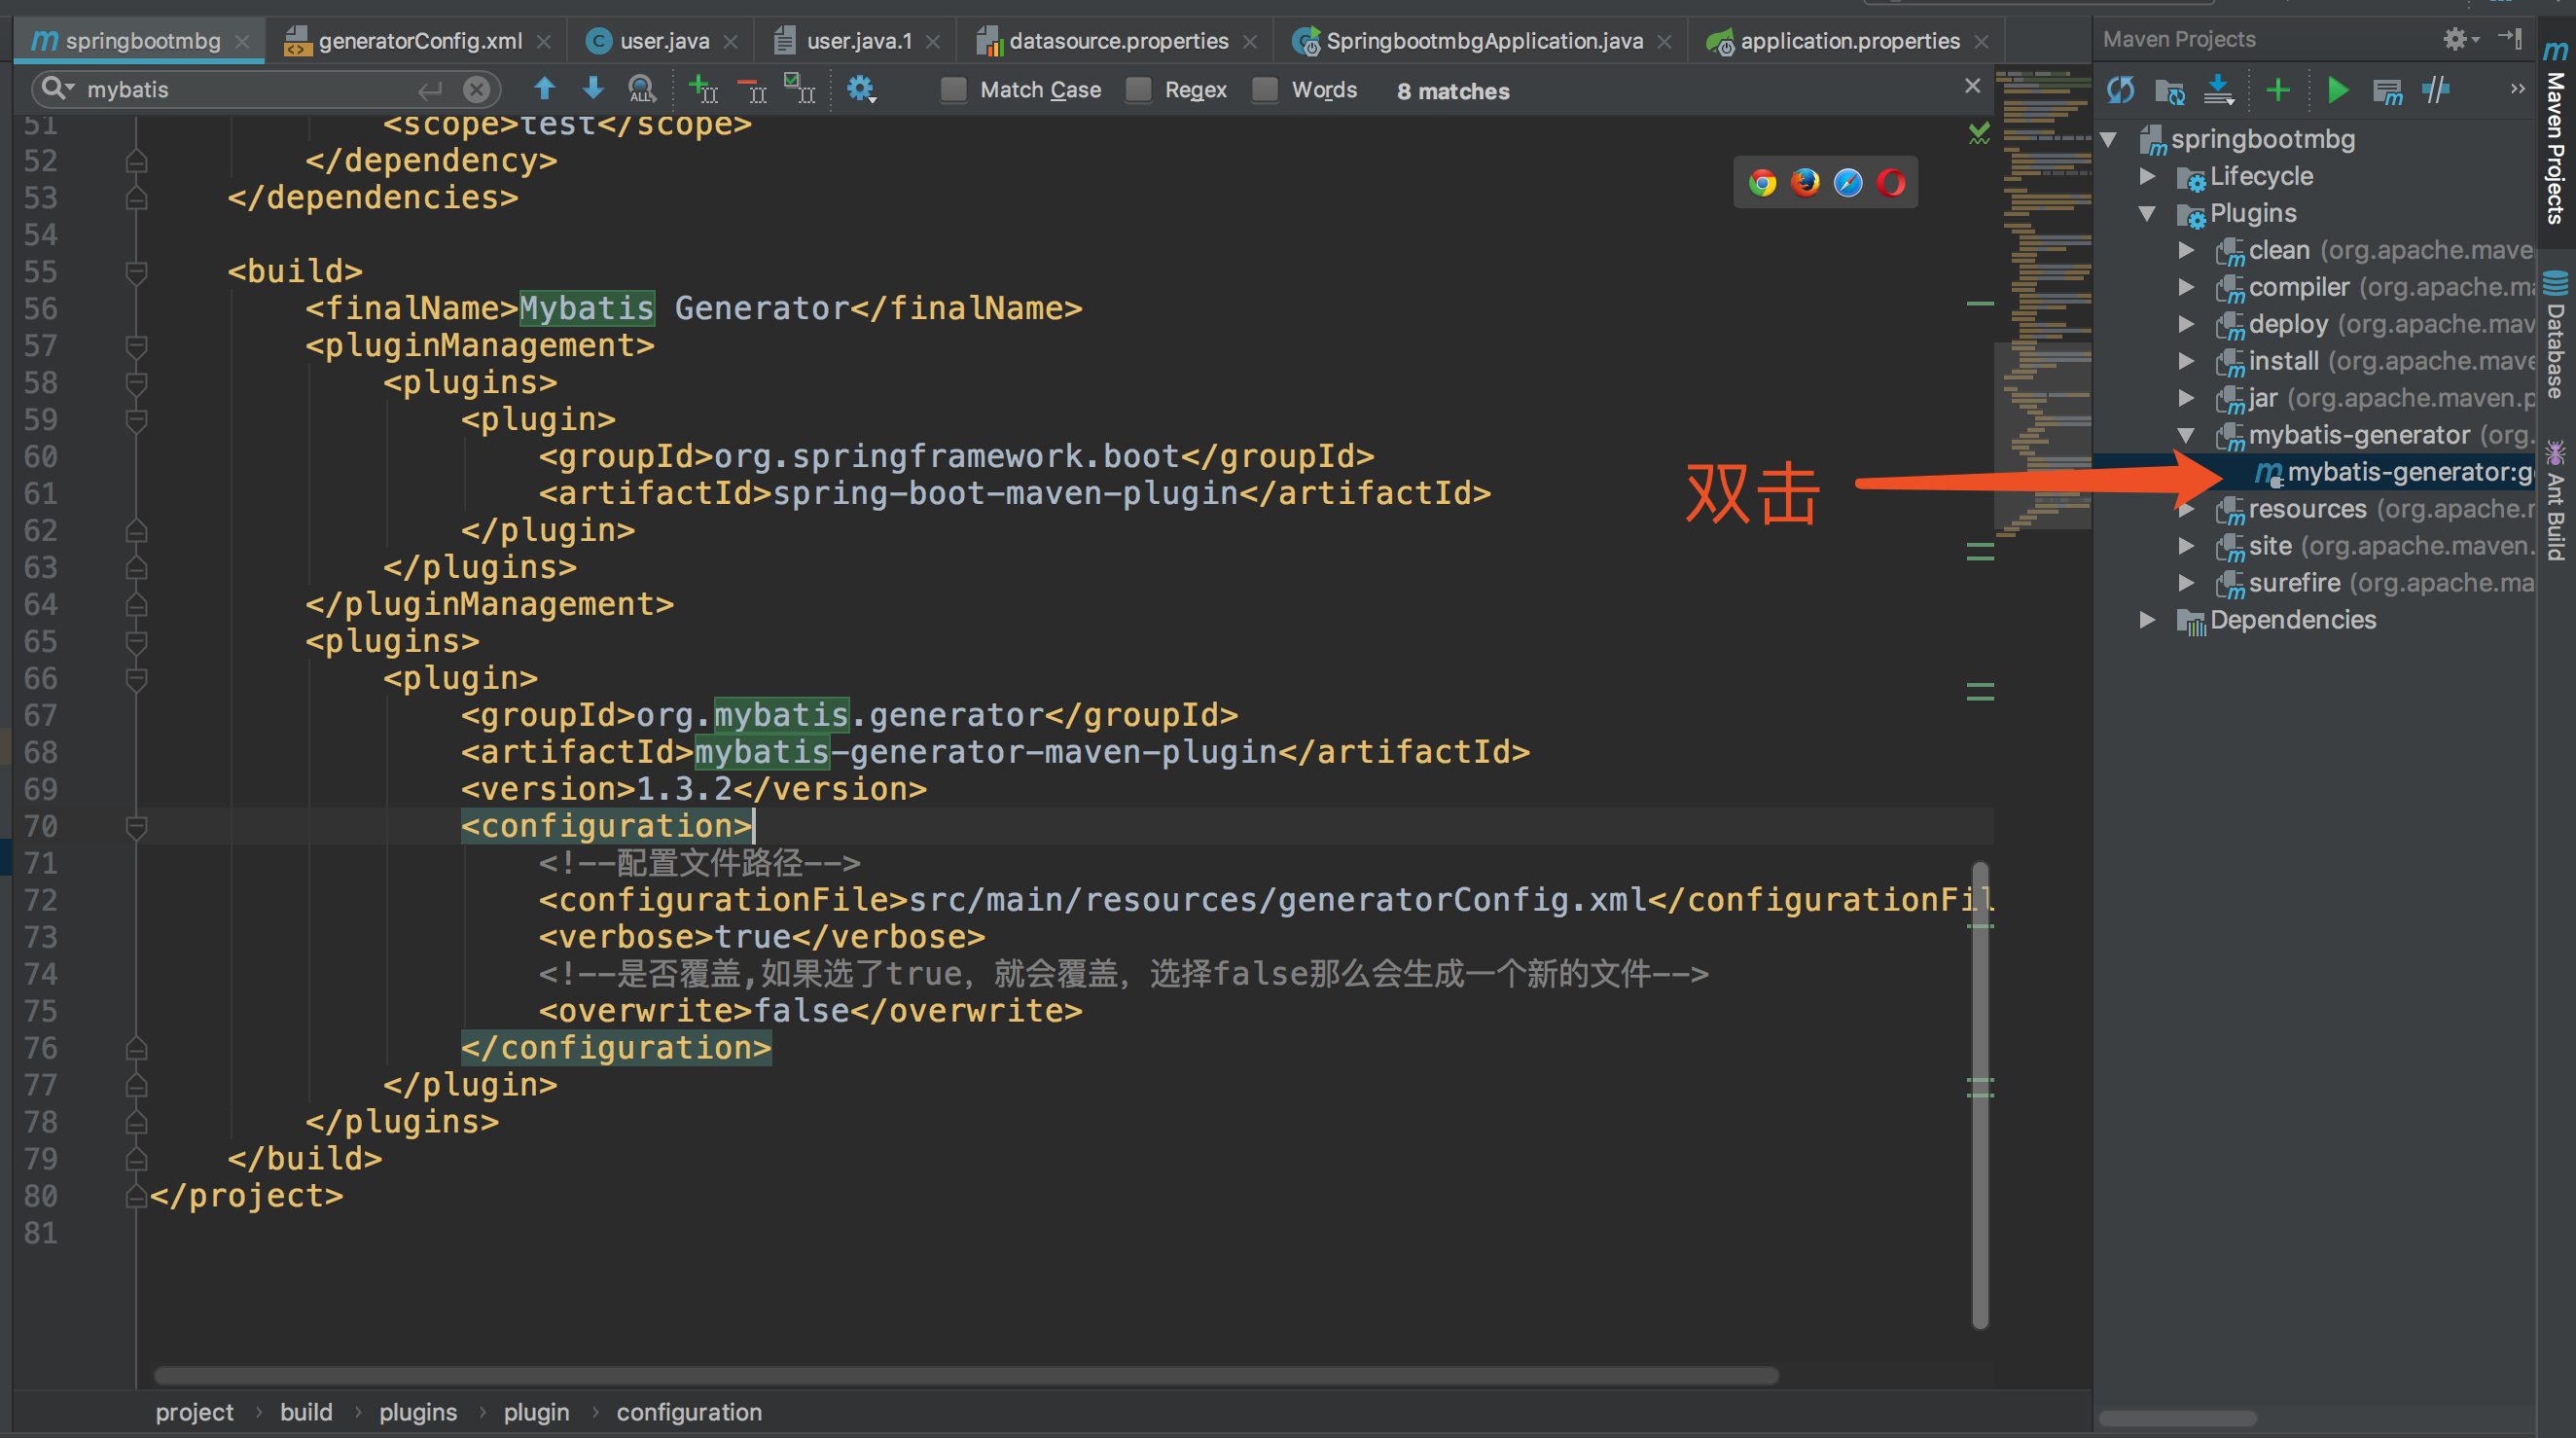 springbootmbg
generatorConfig.xml
user.java
user.java.1
datasource.properties
SpringbootmbgApplication.java
application.properties
Maven Projects
mybatis
ALL
Match Case
Regex
Words
8 matches
51 <scope>test</scope>
52 </dependency>
53 </dependencies>
54
55 <build>
56 <finalName>Mybatis Generator</finalName>
57 <pluginManagement>
58 <plugins>
59 <plugin>
60 <groupId>org.springframework.boot</groupId>
61 <artifactId>spring-boot-maven-plugin</artifactId>
62 </plugin>
63 </plugins>
64 </pluginManagement>
65 <plugins>
66 <plugin>
67 <groupId>org.mybatis.generator</groupId>
68 <artifactId>mybatis-generator-maven-plugin</artifactId>
69 <version>1.3.2</version>
70 <configuration>
71 <!--配置文件路径-->
72 <configurationFile>src/main/resources/generatorConfig.xml</configurationFil
73 <verbose>true</verbose>
74 <!--是否覆盖,如果选了true，就会覆盖，选择false那么会生成一个新的文件-->
75 <overwrite>false</overwrite>
76 </configuration>
77 </plugin>
78 </plugins>
79 </build>
80 </project>
81
双击
springbootmbg
Lifecycle
Plugins
clean (org.apache.mave
compiler (org.apache.ma
deploy (org.apache.mav
install (org.apache.mave
jar (org.apache.maven.p
mybatis-generator (org.
mybatis-generator:ge
resources (org.apache.m
site (org.apache.maven.
surefire (org.apache.ma
Dependencies
Maven Projects
Database
Ant Build
project › build › plugins › plugin › configuration